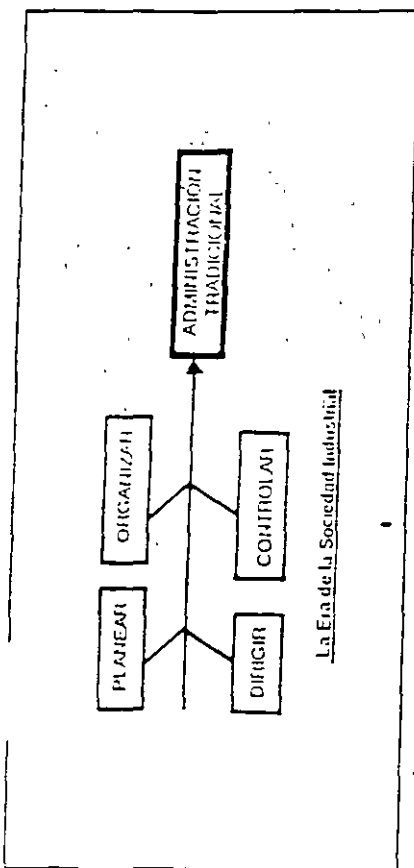 PLANEAR
ORGANIZAR
ADMINISTRACIÓN
TRADICIONAL
DIRIGIR
CONTROLAR
La Era de la Sociedad Industrial